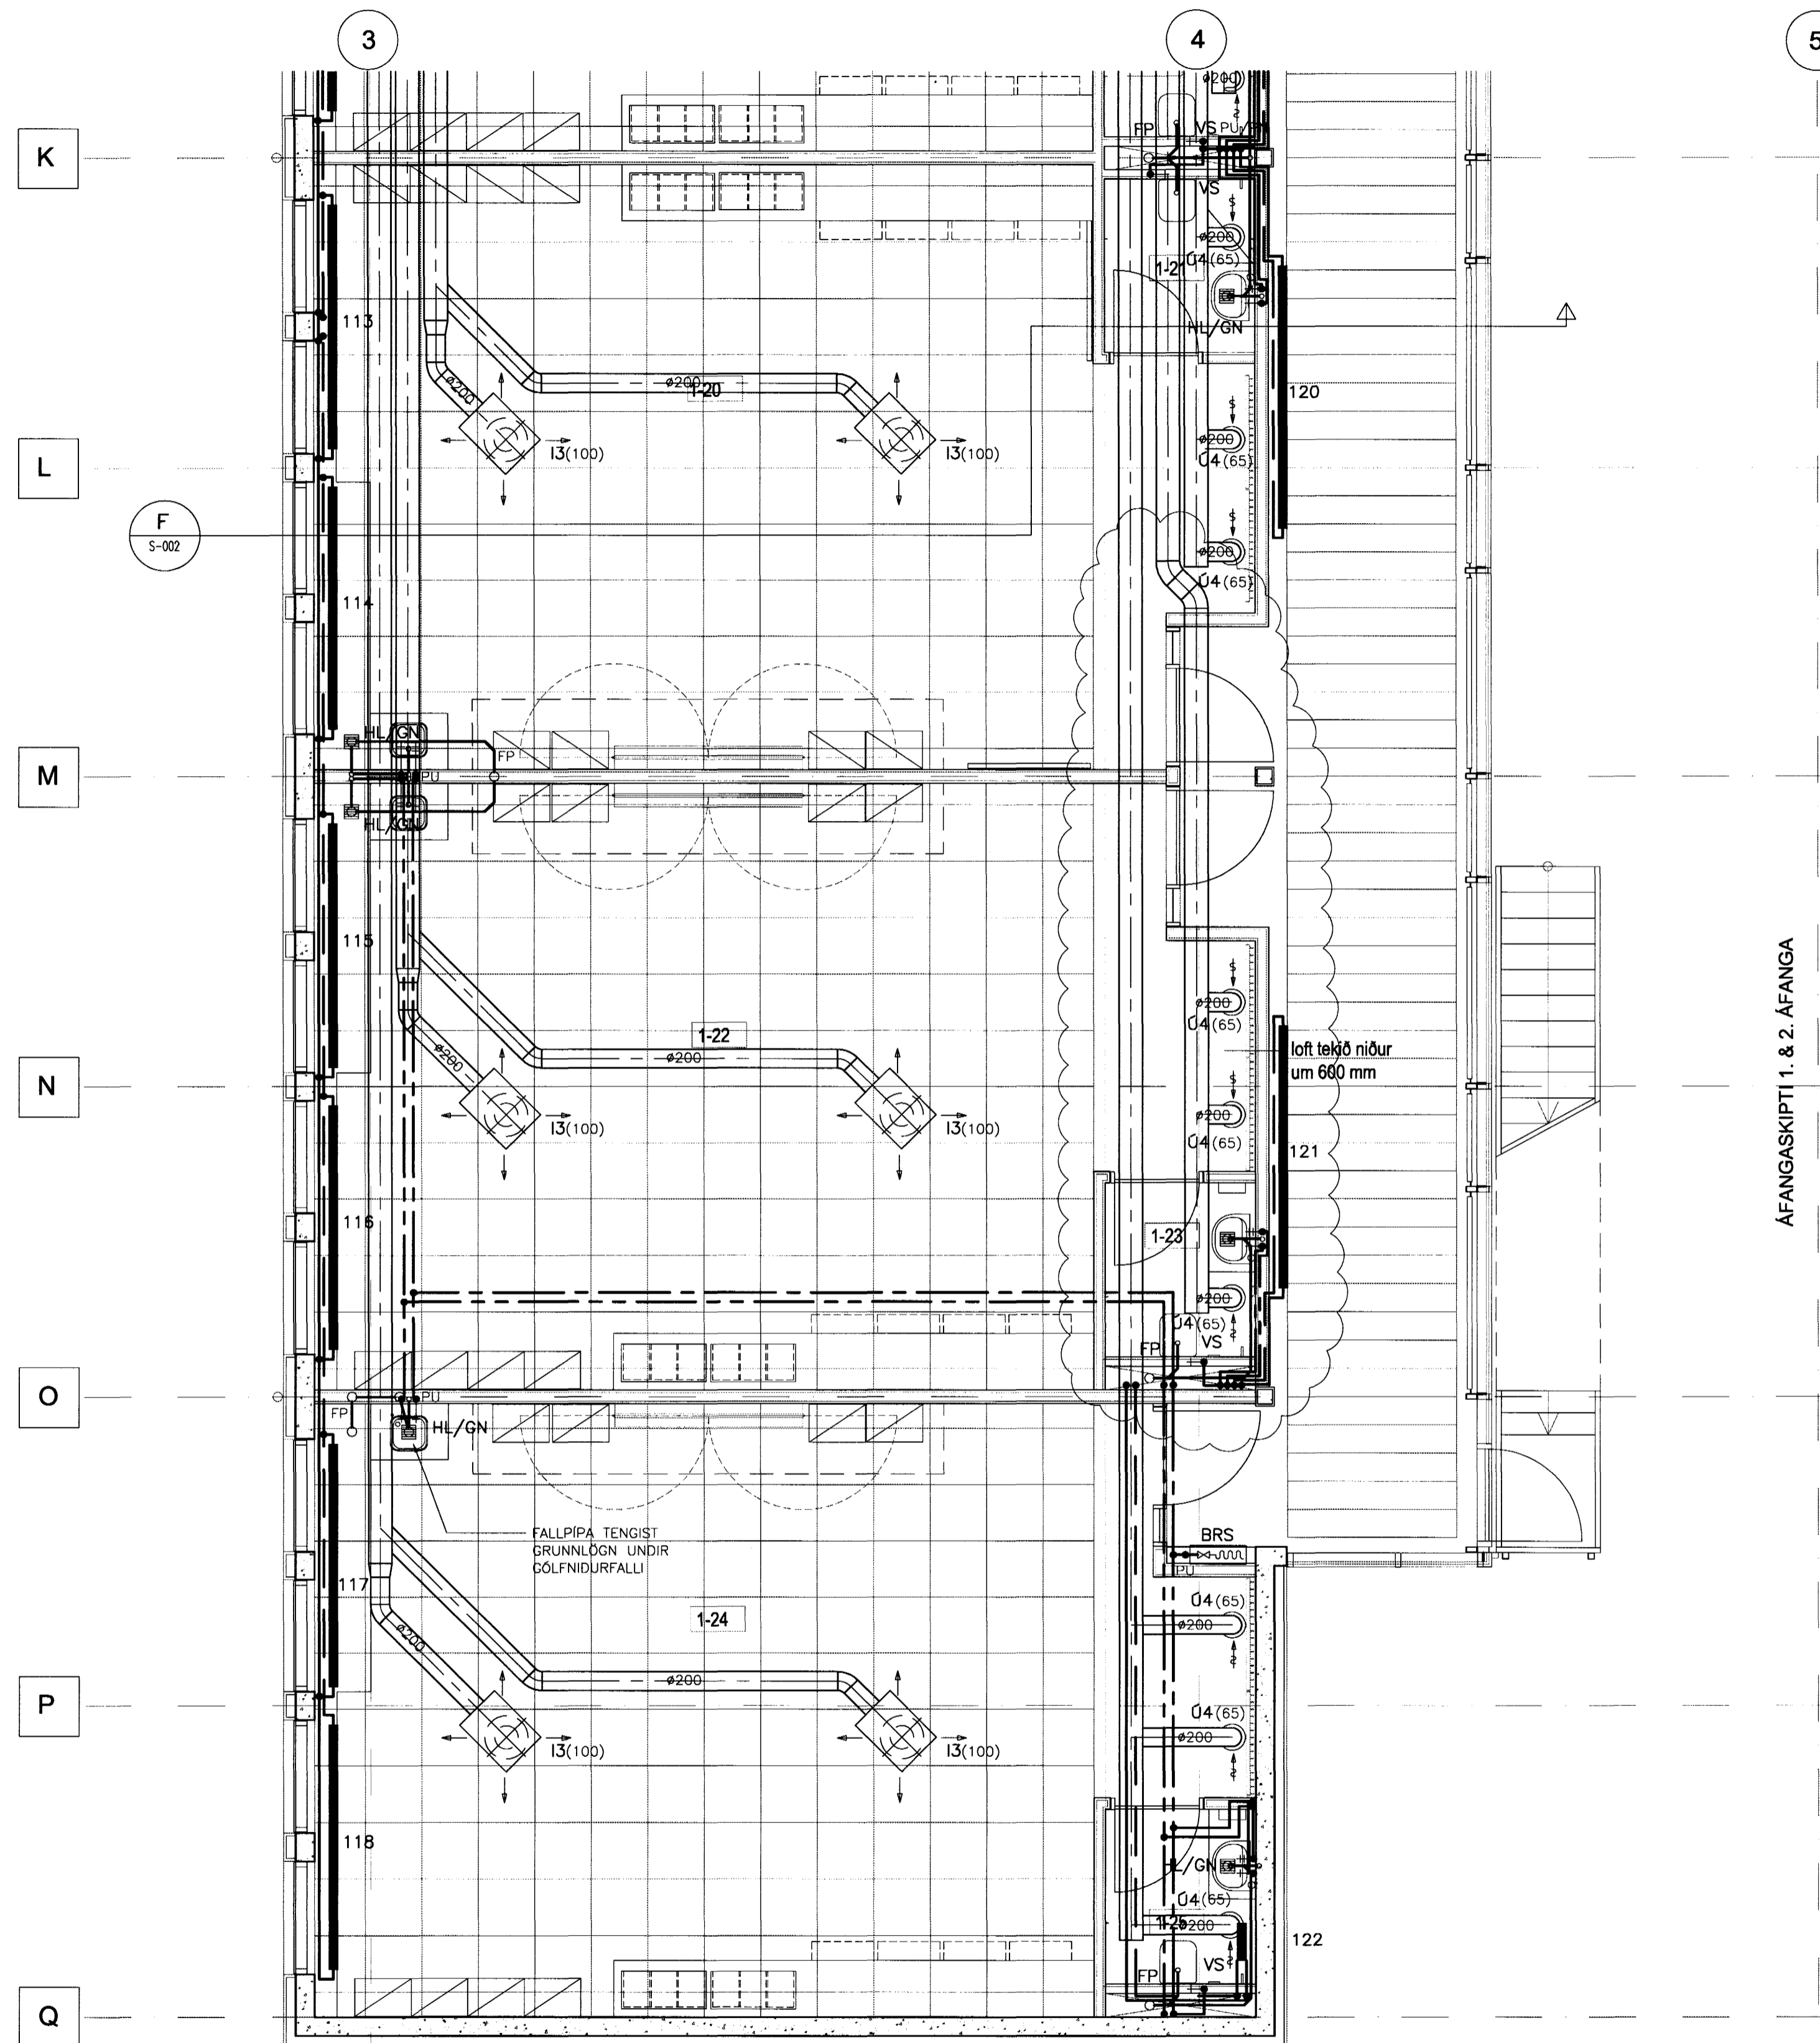 3
4
5
K
ø200
FP
VS
PU/
VS
ø200
Ú4(65)
1-21
113
HL/GN
ø200
ø200
1-20
120
ø200
Ú4(65)
I3(100)
I3(100)
L
F
S-002
ø200
Ú4(65)
114
HL/GN
FP
M
PU
HL/GN
115
ø200
Ú4(65)
1-22
ø200
ø200
loft tekið niður
um 600 mm
N
I3(100)
I3(100)
ø200
Ú4(65)
121
116
1-23
ÁFANGASKIPTI 1. & 2. ÁFANGA
ø200
Ú4(65)
VS
FP
O
PU
FP
HL/GN
FALLPÍPA TENGIST
GRUNNLÖGN UNDIR
GÓLFNIÐURFALLI
BRS
PU
117
Ú4(65)
ø200
1-24
ø200
ø200
P
Ú4(65)
ø200
I3(100)
I3(100)
118
L/GN
Ú4(65)
1-25
ø200
122
VS
FP
Q